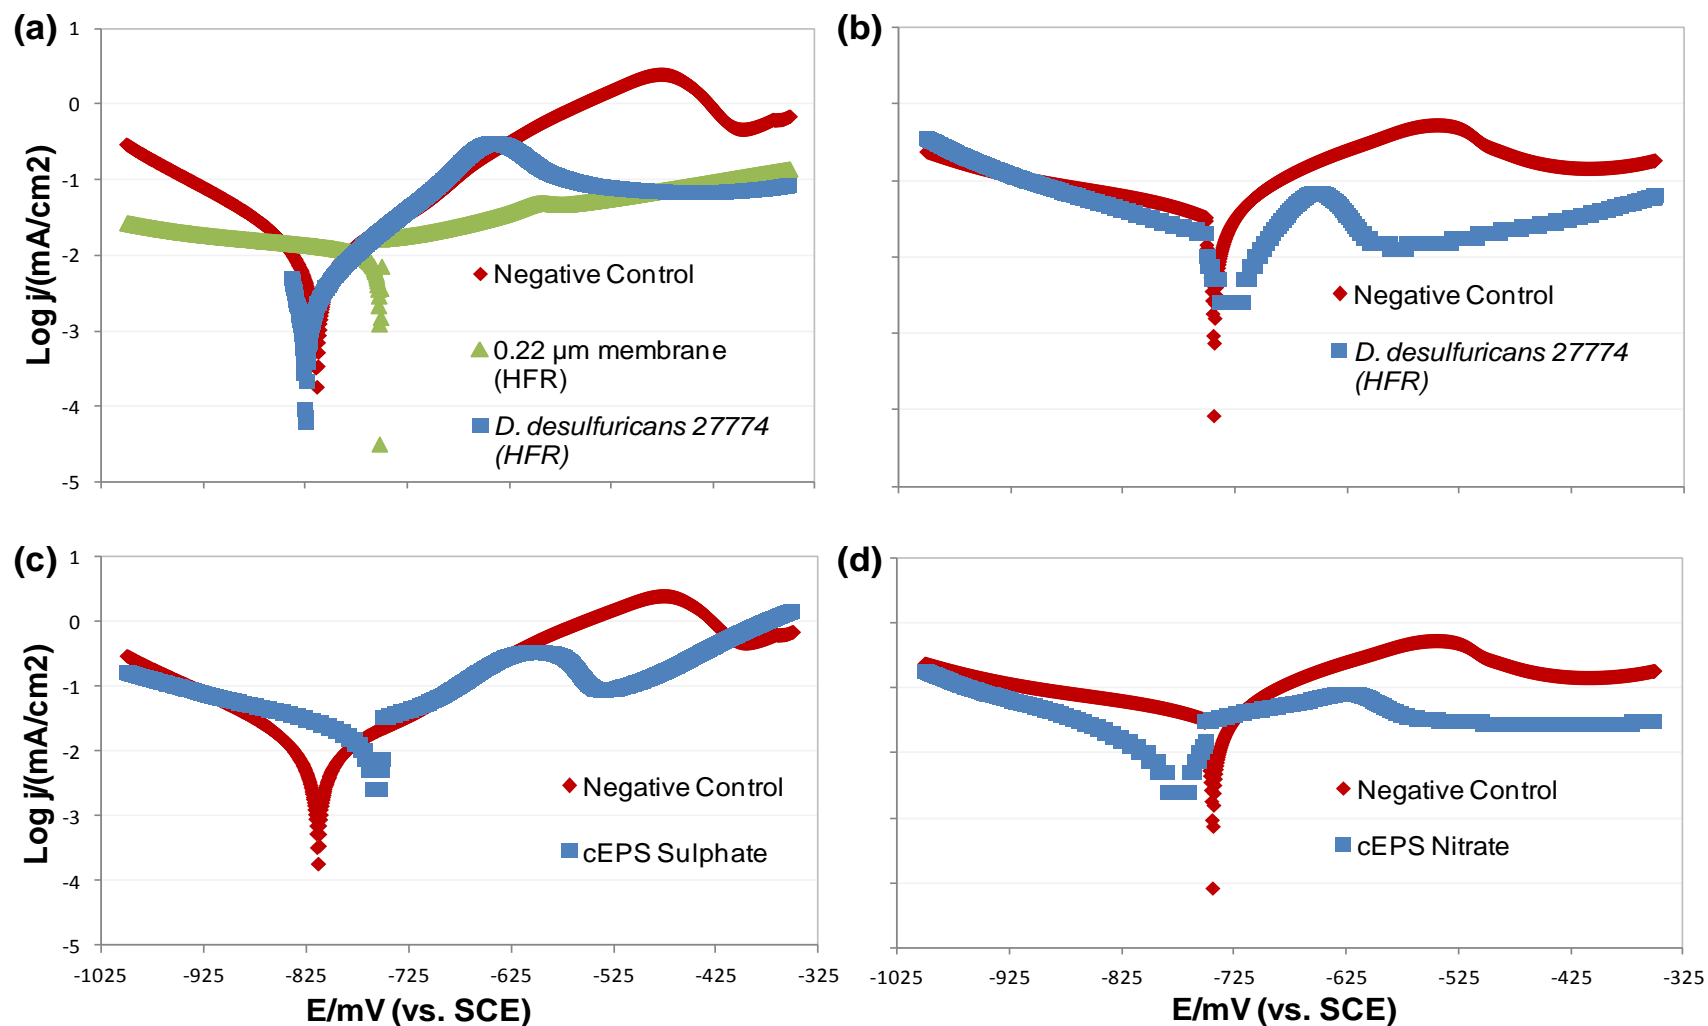 (a)
(b)
1
0
-1
-2
-3
-4
-5
Log j/(mA/cm2)
Negative Control
0.22 µm membrane
(HFR)
D. desulfuricans 27774
(HFR)
Negative Control
D. desulfuricans 27774
(HFR)
(c)
(d)
1
0
-1
-2
-3
-4
-5
Log j/(mA/cm2)
Negative Control
cEPS Sulphate
Negative Control
cEPS Nitrate
-1025 -925 -825 -725 -625 -525 -425 -325
-1025 -925 -825 -725 -625 -525 -425 -325
E/mV (vs. SCE)
E/mV (vs. SCE)